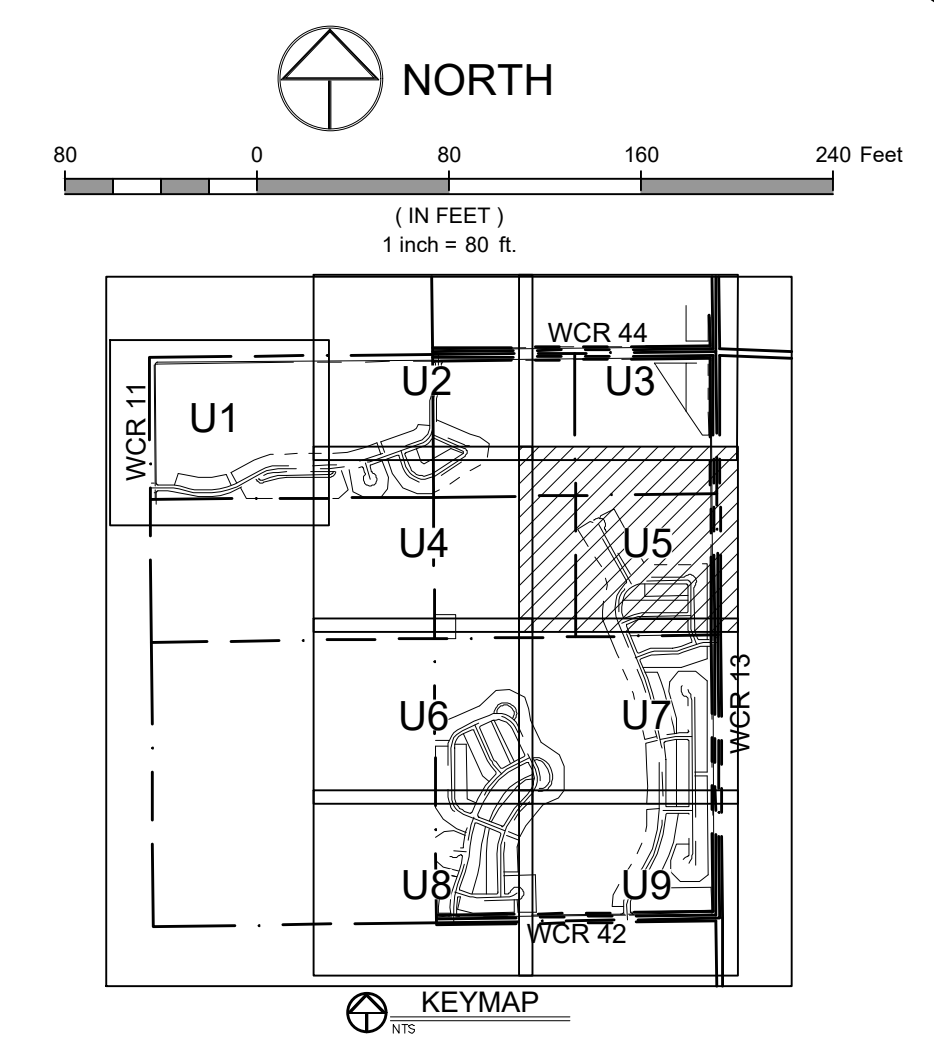 NORTH
80 0 80 160 240 Feet
( IN FEET )
1 inch = 80 ft.
WCR 44
U2 U3
WCR 11
U1
U4 U5
WCR 13
U6 U7
U8 U9
WCR 42
KEYMAP
NTS